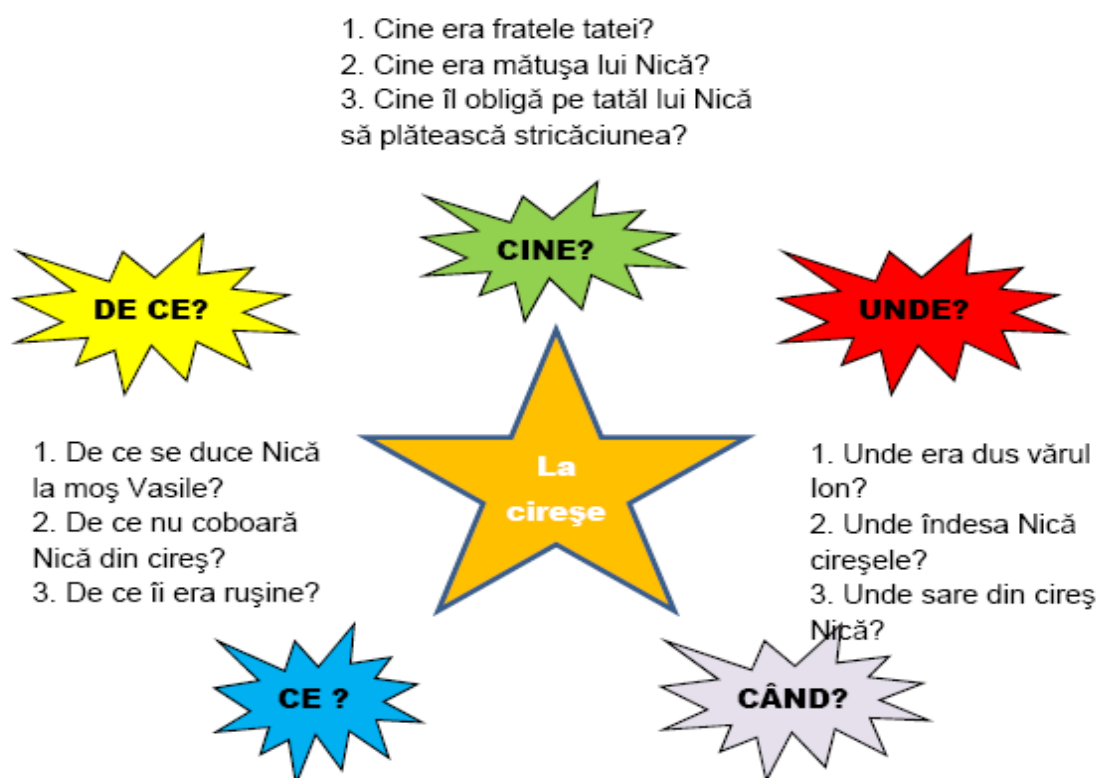 1. Cine era fratele tatei?
2. Cine era mătuşa lui Nică?
3. Cine îl obligă pe tatăl lui Nică
să plătească stricăciunea?
CINE?
DE CE?
UNDE?
La
cireşe
1. De ce se duce Nică
la moş Vasile?
2. De ce nu coboară
Nică din cireş?
3. De ce îi era ruşine?
1. Unde era dus vărul
Ion?
2. Unde îndesa Nică
cireşele?
3. Unde sare din cireş
Nică?
CE ?
CÂND?